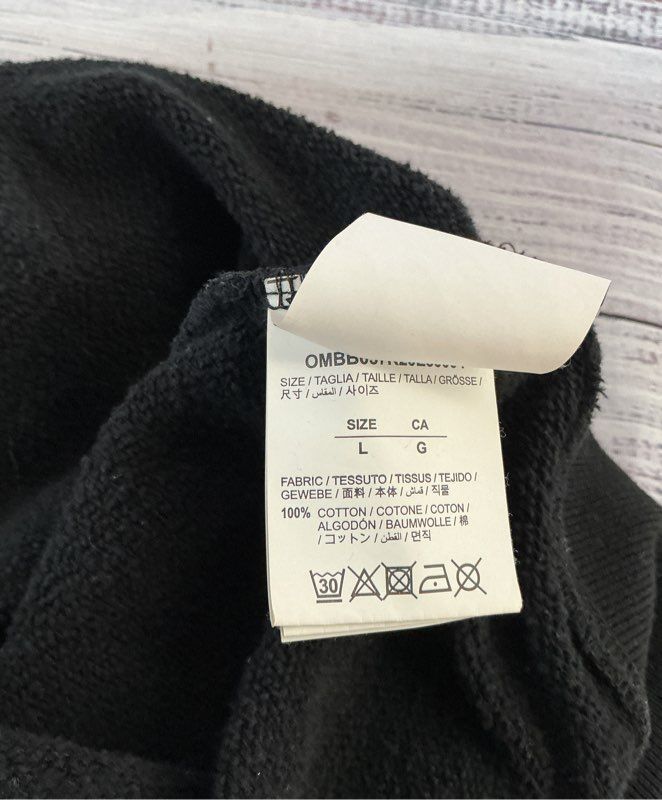 SIZE / TAGLIA / TAILLE / TALLA / GRÖSSE /
尺寸 / المقاس / 사이즈
SIZE CA
L G
FABRIC / TESSUTO / TISSUS / TEJIDO /
GEWEBE / 面料 / 本体 / قماش / 직물
100% COTTON / COTONE / COTON /
ALGODÓN / BAUMWOLLE / 棉
/ コットン / القطن / 면직
30